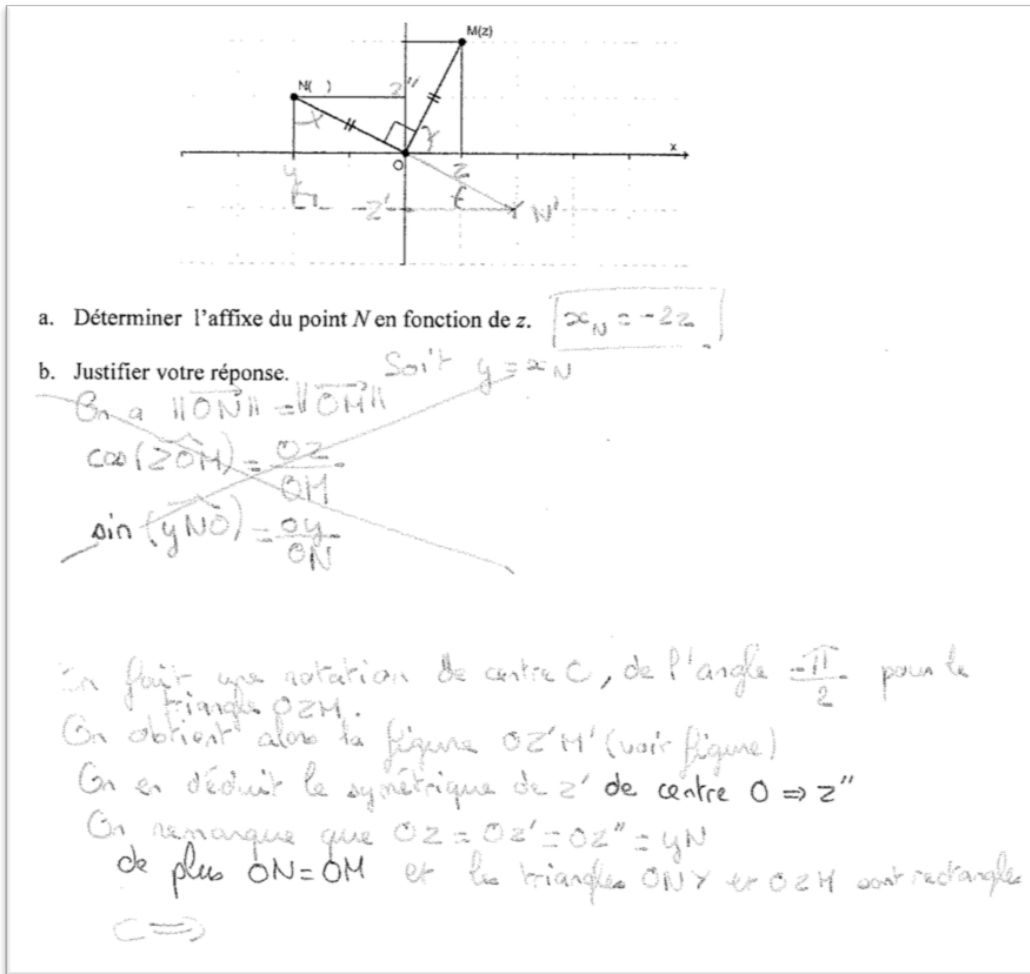 M(z)
N( )
z''
x
O
y
z
-z'
N'
a. Déterminer l'affixe du point N en fonction de z. x_N = -2z
b. Justifier votre réponse. Soit y = x_N
On a ||ON|| = ||OM||
cos(ZOM) = OZ/OM
sin(yNO) = Oy/ON
fait une rotation de centre O, de l'angle -π/2 pour le
triangle OZM.
On obtient alors la figure OZ'M' (voir figure)
On en déduit le symétrique de z' de centre O ⇒ z''
On remarque que OZ = OZ' = OZ'' = yN
de plus ON = OM et les triangles ONY et OZM sont rectangles